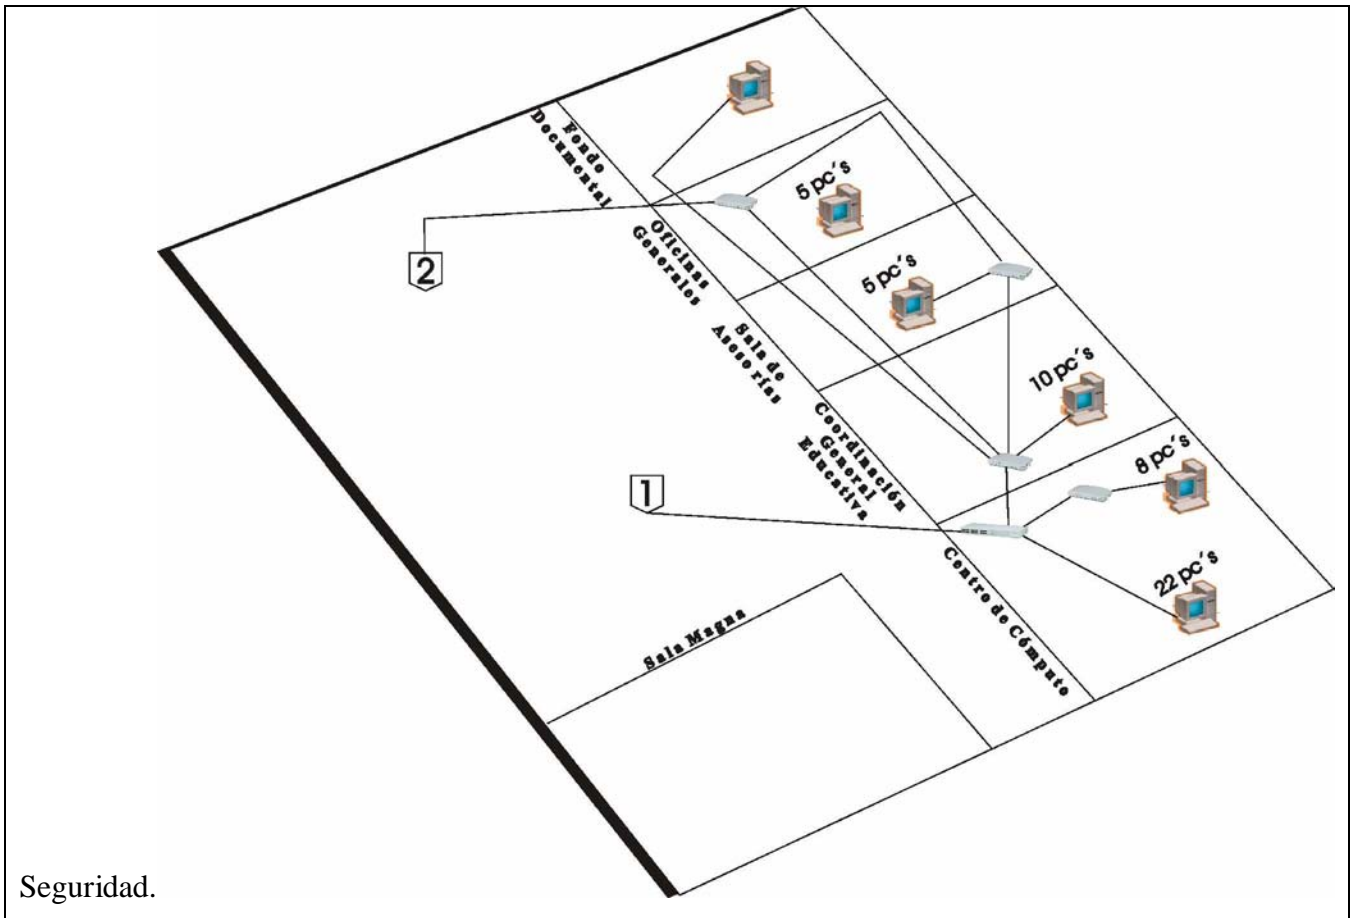 Fondo
Documental
5 pc´s
2
Oficinas
Generales
5 pc´s
Sala de
Asesorías
10 pc´s
Coordinación
General
Educativa
8 pc´s
1
22 pc´s
Centro de Cómputo
Sala Magna
Seguridad.